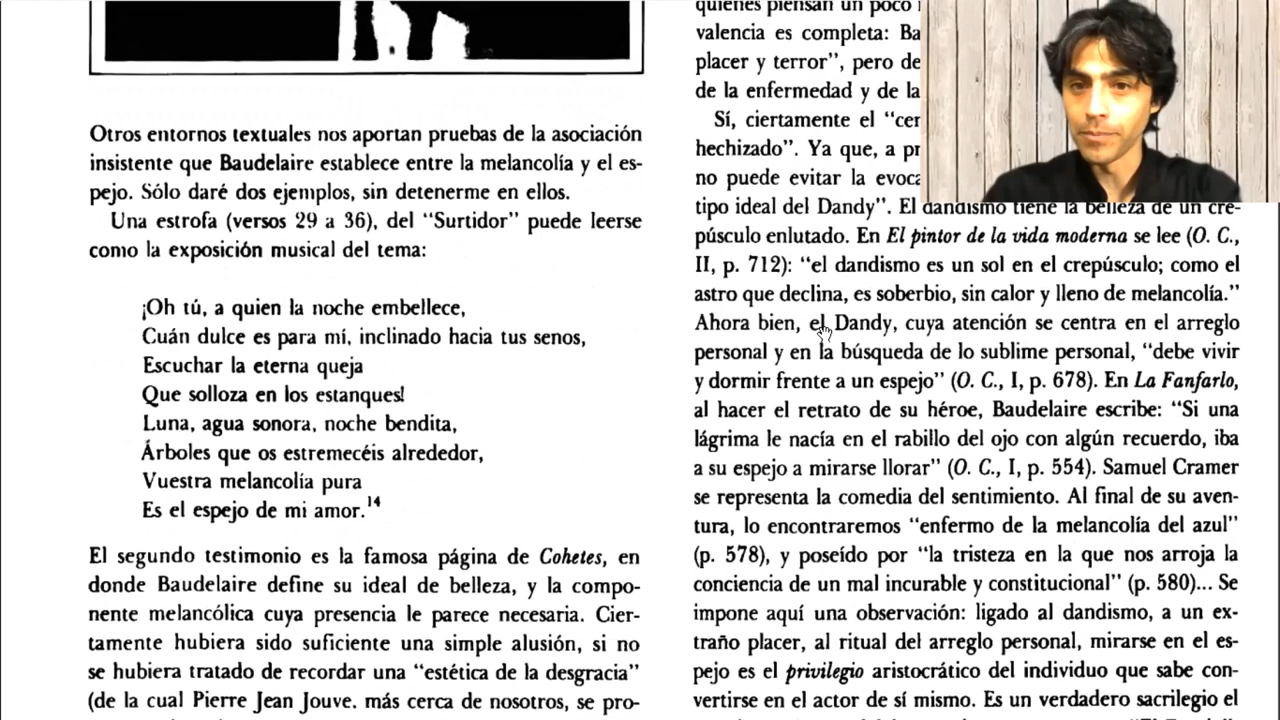 Otros entornos textuales nos aportan pruebas de la asociación
insistente que Baudelaire establece entre la melancolía y el es-
pejo. Sólo daré dos ejemplos, sin detenerme en ellos.
Una estrofa (versos 29 a 36), del “Surtidor” puede leerse
como la exposición musical del tema:
¡Oh tú, a quien la noche embellece,
Cuán dulce es para mí, inclinado hacia tus senos,
Escuchar la eterna queja
Que solloza en los estanques!
Luna, agua sonora, noche bendita,
Árboles que os estremecéis alrededor,
Vuestra melancolía pura
Es el espejo de mi amor.14
El segundo testimonio es la famosa página de Cohetes, en
donde Baudelaire define su ideal de belleza, y la compo-
nente melancólica cuya presencia le parece necesaria. Cier-
tamente hubiera sido suficiente una simple alusión, si no
se hubiera tratado de recordar una “estética de la desgracia”
(de la cual Pierre Jean Jouve, más cerca de nosotros, se pro-
quienes piensan un poco
valencia es completa: Ba
placer y terror”, pero de
de la enfermedad y de la
Sí, ciertamente el “cer
hechizado”. Ya que, a pr
no puede evitar la evoca
tipo ideal del Dandy”. El dandismo tiene la belleza de un cre-
púsculo enlutado. En El pintor de la vida moderna se lee (O. C.,
II, p. 712): “el dandismo es un sol en el crepúsculo; como el
astro que declina, es soberbio, sin calor y lleno de melancolía.”
Ahora bien, el Dandy, cuya atención se centra en el arreglo
personal y en la búsqueda de lo sublime personal, “debe vivir
y dormir frente a un espejo” (O. C., I, p. 678). En La Fanfarlo,
al hacer el retrato de su héroe, Baudelaire escribe: “Si una
lágrima le nacía en el rabillo del ojo con algún recuerdo, iba
a su espejo a mirarse llorar” (O. C., I, p. 554). Samuel Cramer
se representa la comedia del sentimiento. Al final de su aven-
tura, lo encontraremos “enfermo de la melancolía del azul”
(p. 578), y poseído por “la tristeza en la que nos arroja la
conciencia de un mal incurable y constitucional” (p. 580)... Se
impone aquí una observación: ligado al dandismo, a un ex-
traño placer, al ritual del arreglo personal, mirarse en el es-
pejo es el privilegio aristocrático del individuo que sabe con-
vertirse en el actor de sí mismo. Es un verdadero sacrilegio el